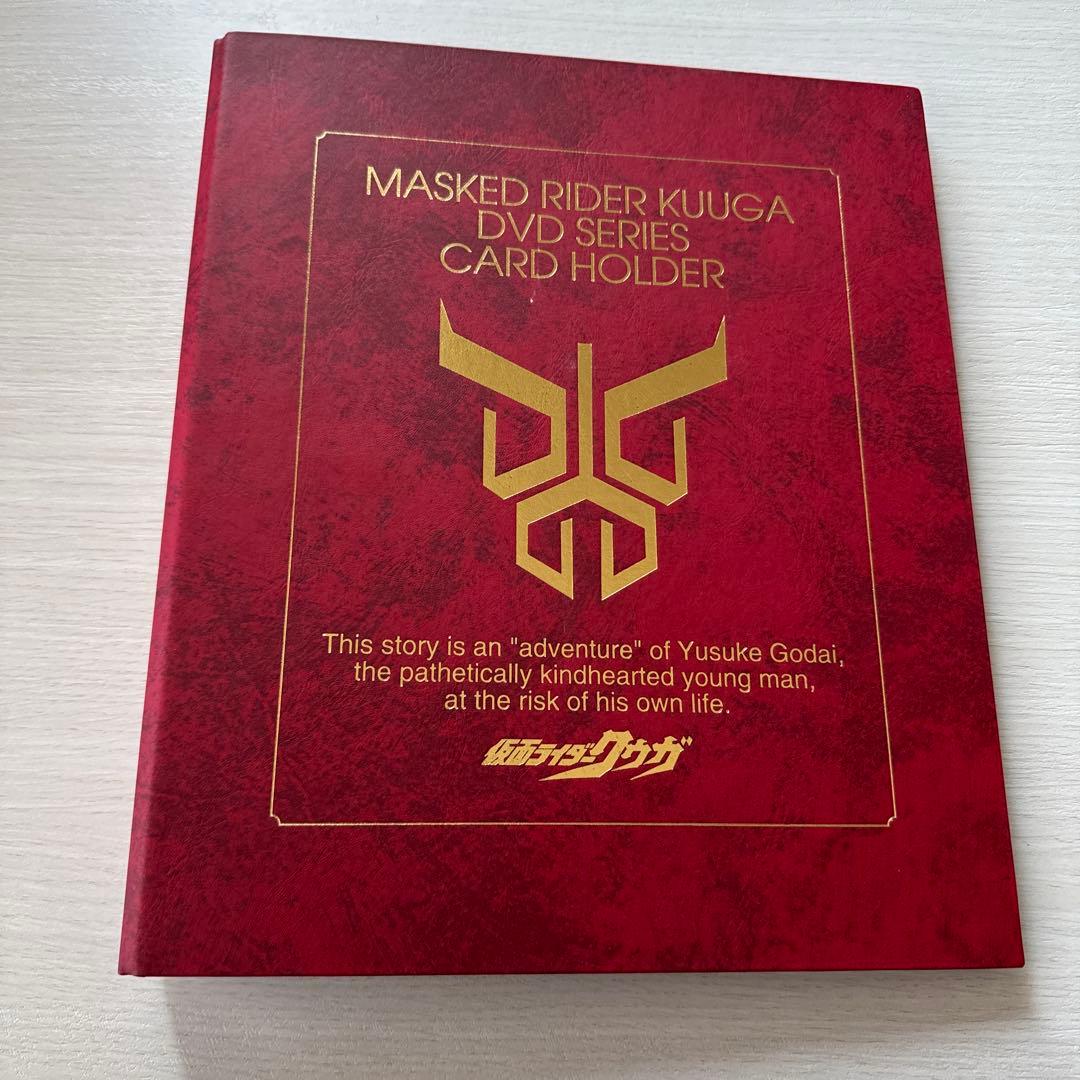 MASKED RIDER KUUGA
DVD SERIES
CARD HOLDER
This story is an "adventure" of Yusuke Godai,
the pathetically kindhearted young man,
at the risk of his own life.
仮面ライダークウガ